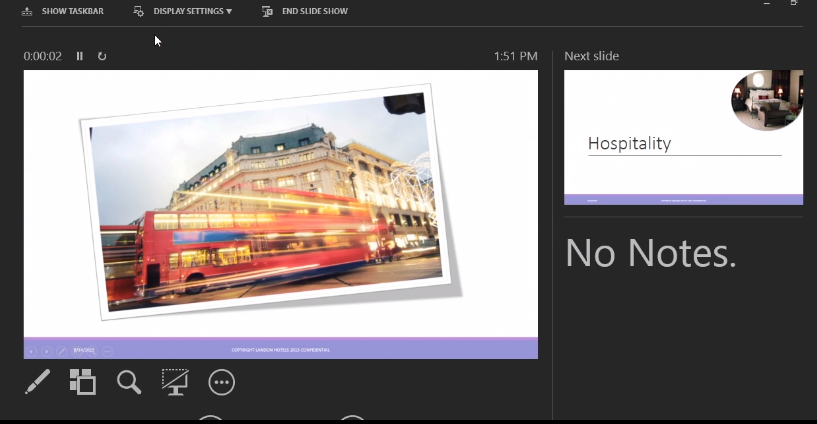 SHOW TASKBAR
DISPLAY SETTINGS ▼
END SLIDE SHOW
0:00:02
1:51 PM
Next slide
COPYRIGHT LANDON HOTELS 2013 CONFIDENTIAL
Hospitality
No Notes.